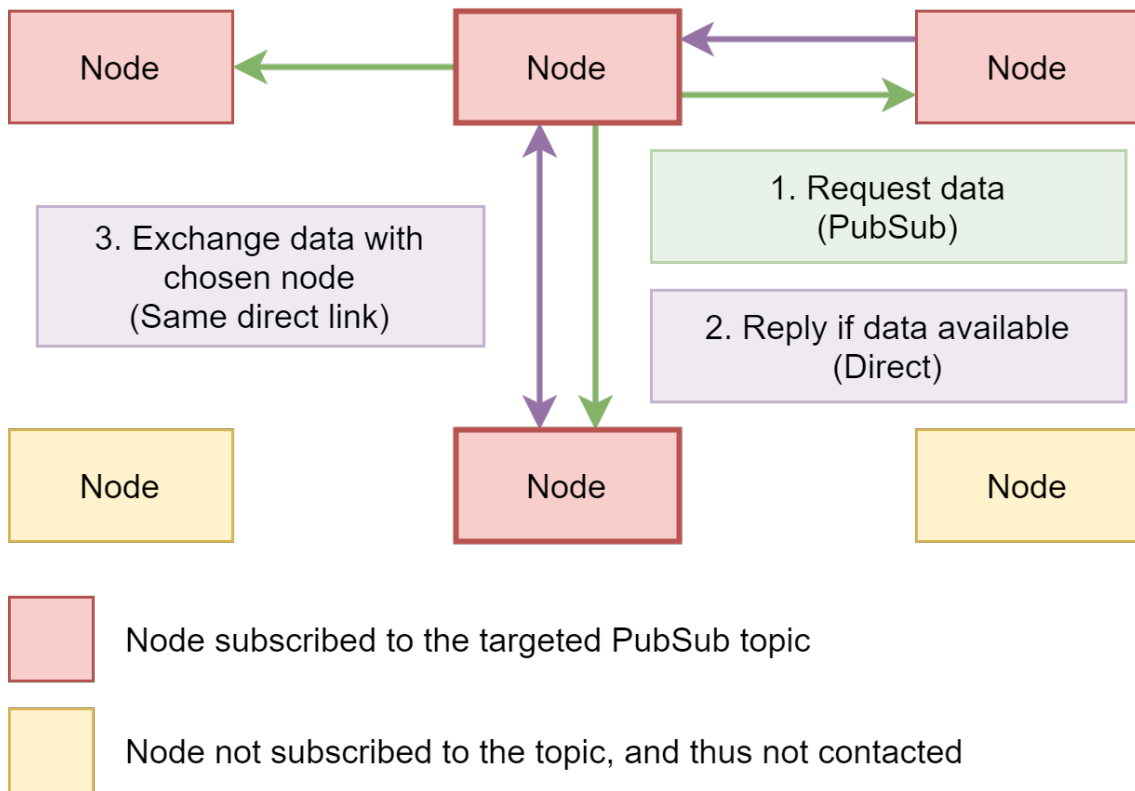 Node
Node
Node
1. Request data
(PubSub)
3. Exchange data with
chosen node
(Same direct link)
2. Reply if data available
(Direct)
Node
Node
Node
Node subscribed to the targeted PubSub topic
Node not subscribed to the topic, and thus not contacted